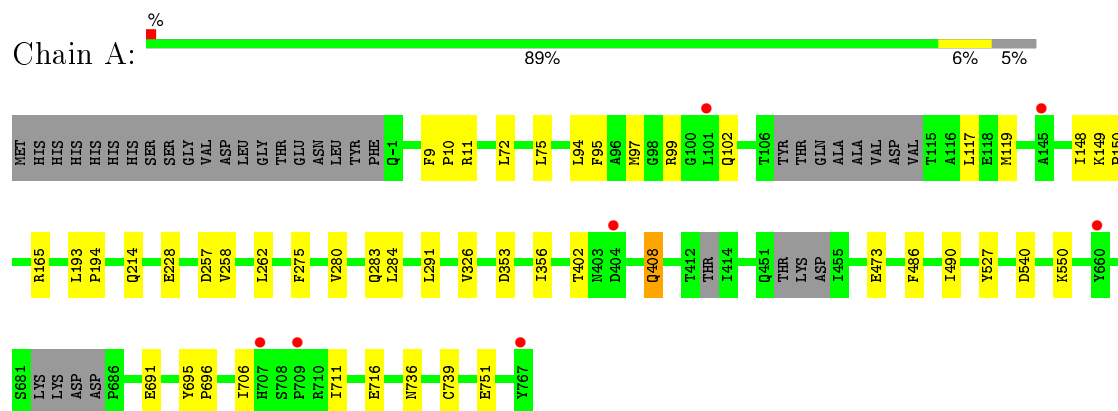 %
Chain A:
89% 6% 5%
MET HIS HIS HIS HIS HIS HIS SER SER GLY VAL ASP LEU GLY THR GLU ASN LEU TYR PHE Q-1 F9 P10 R11 L72 L75 L94 F95 A96 M97 G98 R99 G100 L101 Q102 T106 TYR THR GLN ALA ALA VAL ASP VAL T115 A116 L117 E118 M119 A145 I148 K149 P150
R165 L193 P194 Q214 E228 D257 V258 L262 F275 V280 Q283 L284 L291 V326 D353 I356 T402 N403 D404 Q408 T412 THR I414 Q451 THR LYS ASP I455 E473 F486 I490 Y527 D540 K550 Y660
S681 LYS LYS ASP ASP P686 E691 Y695 P696 I706 H707 S708 P709 R710 I711 E716 N736 C739 E751 Y767